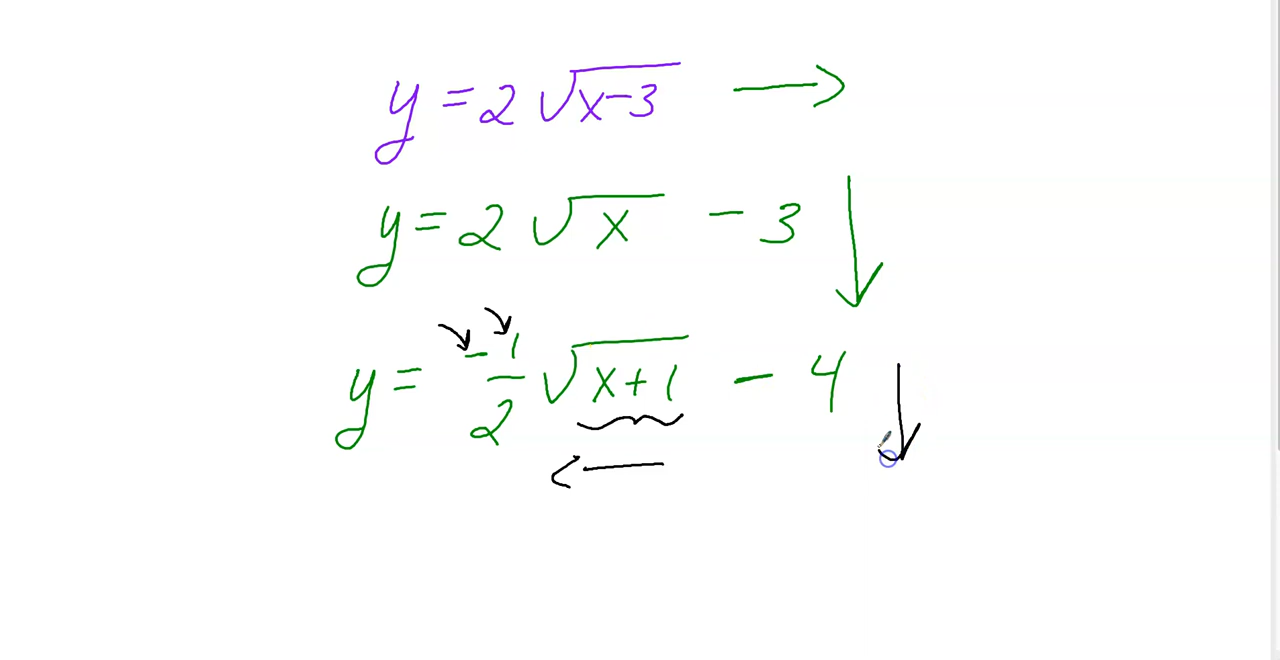 y = 2 √(x-3) →
y = 2 √x - 3 ↓
y = -1/2 √(x+1) - 4 ↓
←